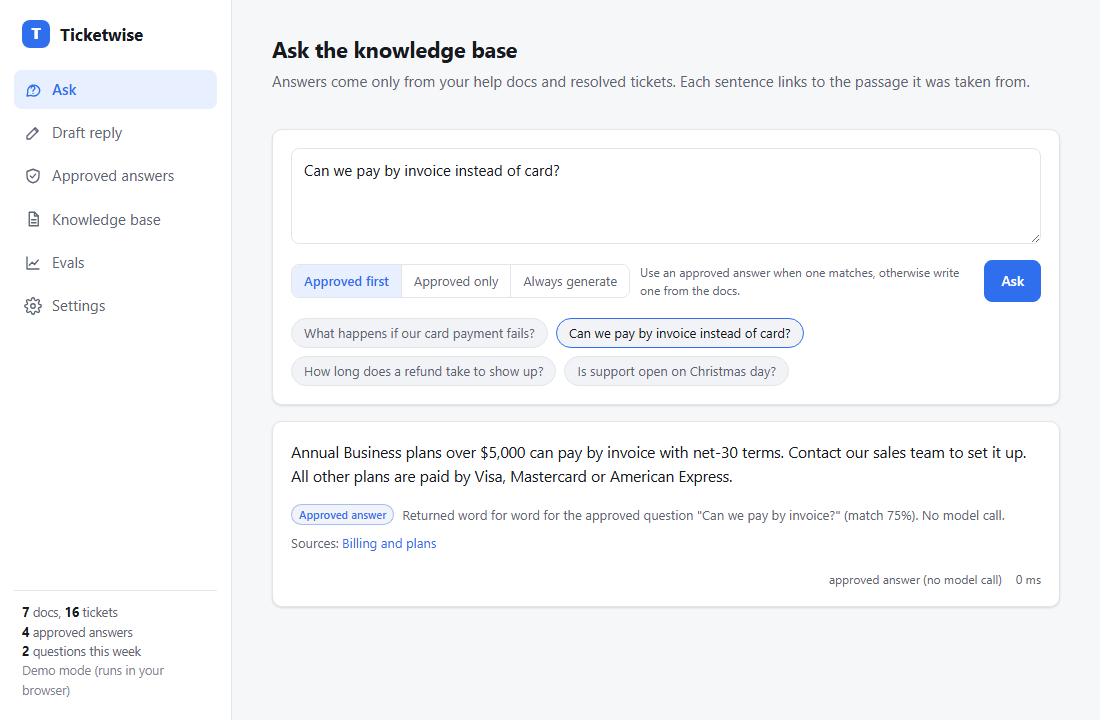 T Ticketwise
Ask
Draft reply
Approved answers
Knowledge base
Evals
Settings
7 docs, 16 tickets
4 approved answers
2 questions this week
Demo mode (runs in your
browser)
Ask the knowledge base
Answers come only from your help docs and resolved tickets. Each sentence links to the passage it was taken from.
Can we pay by invoice instead of card?
Approved first Approved only Always generate
Use an approved answer when one matches, otherwise write
one from the docs.
Ask
What happens if our card payment fails? Can we pay by invoice instead of card?
How long does a refund take to show up? Is support open on Christmas day?
Annual Business plans over $5,000 can pay by invoice with net-30 terms. Contact our sales team to set it up.
All other plans are paid by Visa, Mastercard or American Express.
Approved answer Returned word for word for the approved question "Can we pay by invoice?" (match 75%). No model call.
Sources: Billing and plans
approved answer (no model call) 0 ms